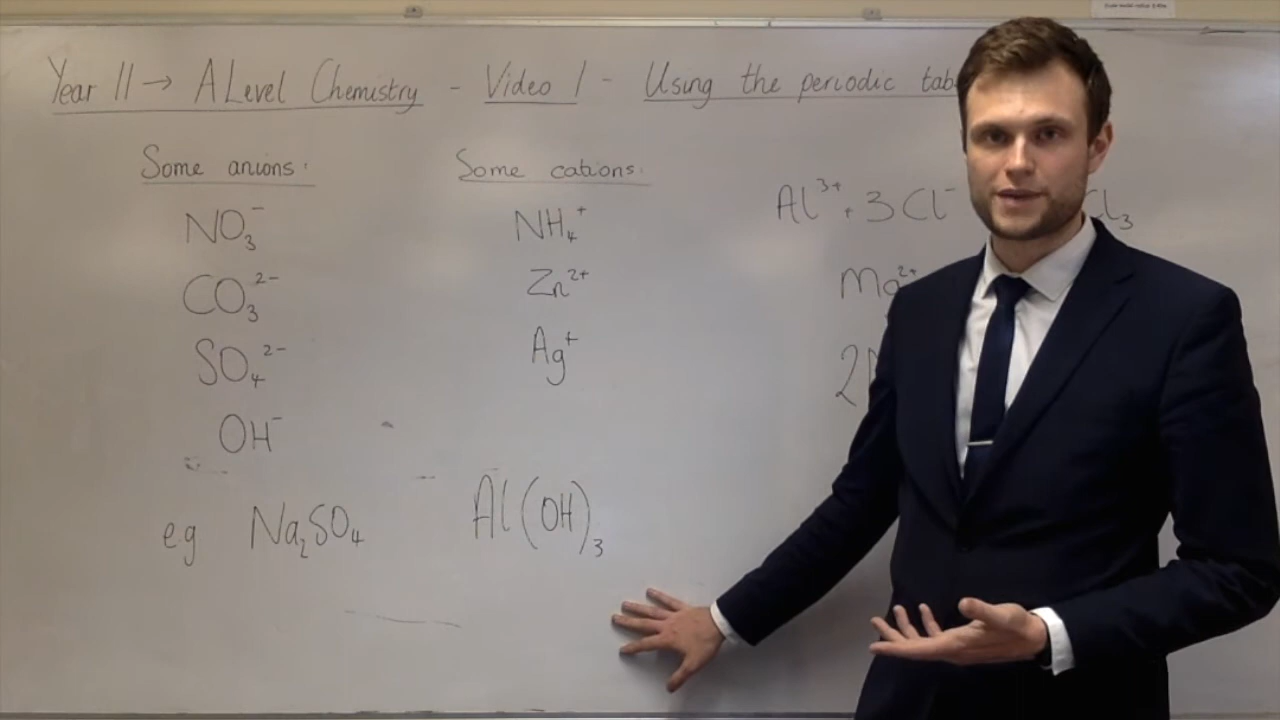 Year 11 → A Level Chemistry - Video 1 - Using the periodic tab
Some anions:
NO₃⁻
CO₃²⁻
SO₄²⁻
OH⁻
Some cations:
NH₄⁺
Zn²⁺
Ag⁺
e.g Na₂SO₄ Al(OH)₃
Al³⁺ + 3Cl⁻ Cl₃
Mg²⁺
2